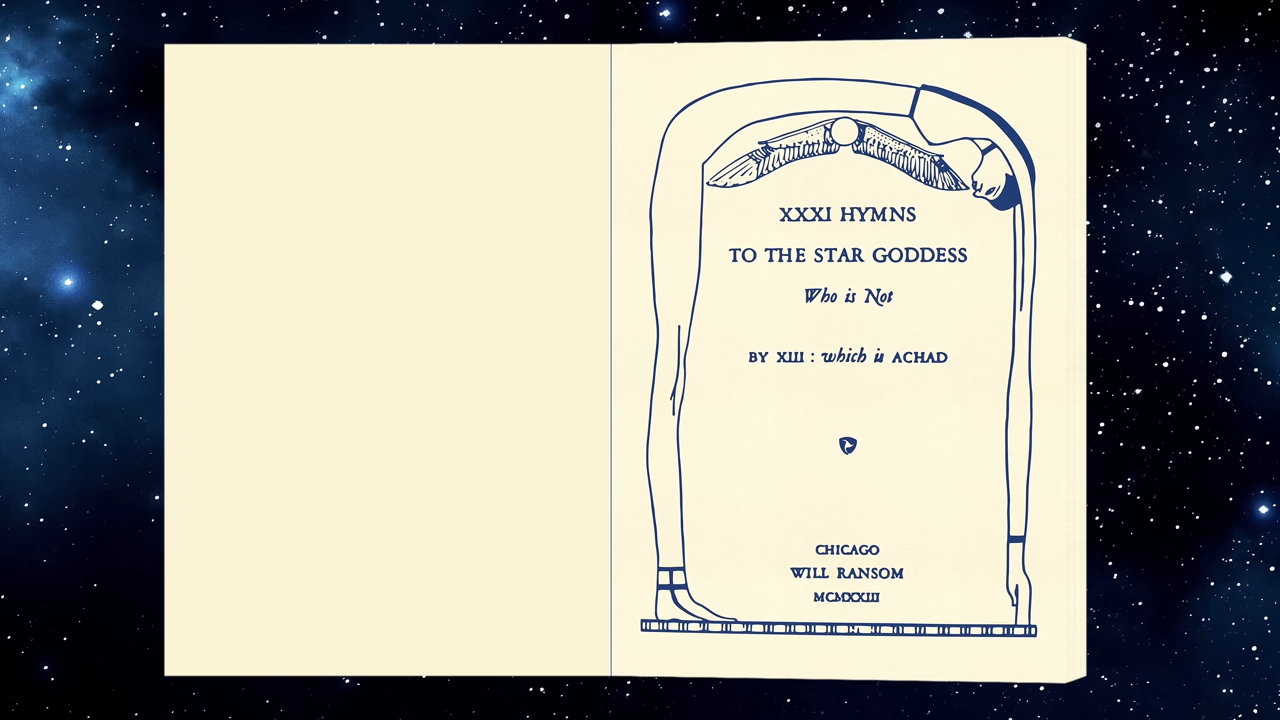 XXXI HYMNS
TO THE STAR GODDESS
Who is Not
BY XIII : which is ACHAD
CHICAGO
WILL RANSOM
MCMXXIII